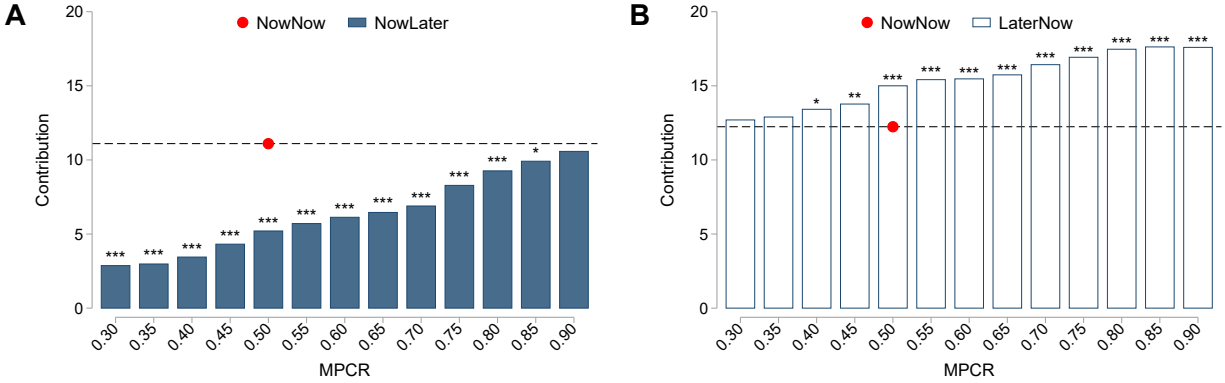 A
NowNow NowLater
Contribution
20
15
10
5
0
*** *** *** *** *** *** *** *** *** *** *** *
0.30 0.35 0.40 0.45 0.50 0.55 0.60 0.65 0.70 0.75 0.80 0.85 0.90
MPCR
B
NowNow LaterNow
Contribution
20
15
10
5
0
* ** *** *** *** *** *** *** *** *** ***
0.30 0.35 0.40 0.45 0.50 0.55 0.60 0.65 0.70 0.75 0.80 0.85 0.90
MPCR